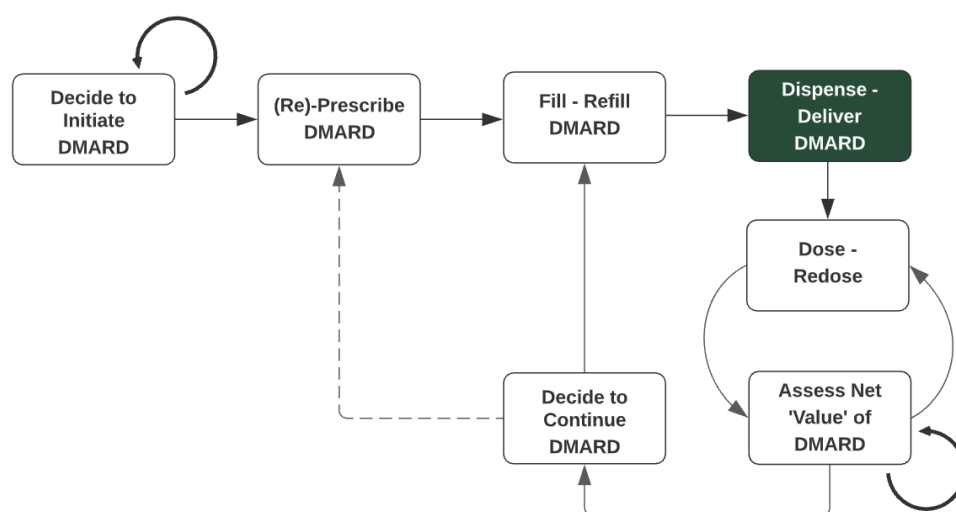 Decide to
Initiate
DMARD
(Re)-Prescribe
DMARD
Fill - Refill
DMARD
Dispense -
Deliver
DMARD
Dose -
Redose
Decide to
Continue
DMARD
Assess Net
'Value' of
DMARD